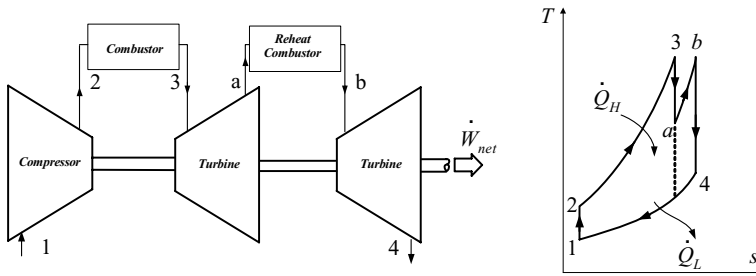 Combustor
Reheat
Combustor
2
3
a
b
Compressor
Turbine
Turbine
Ẇnet
1
4
T
3
b
Q̇H
a
2
4
1
Q̇L
s